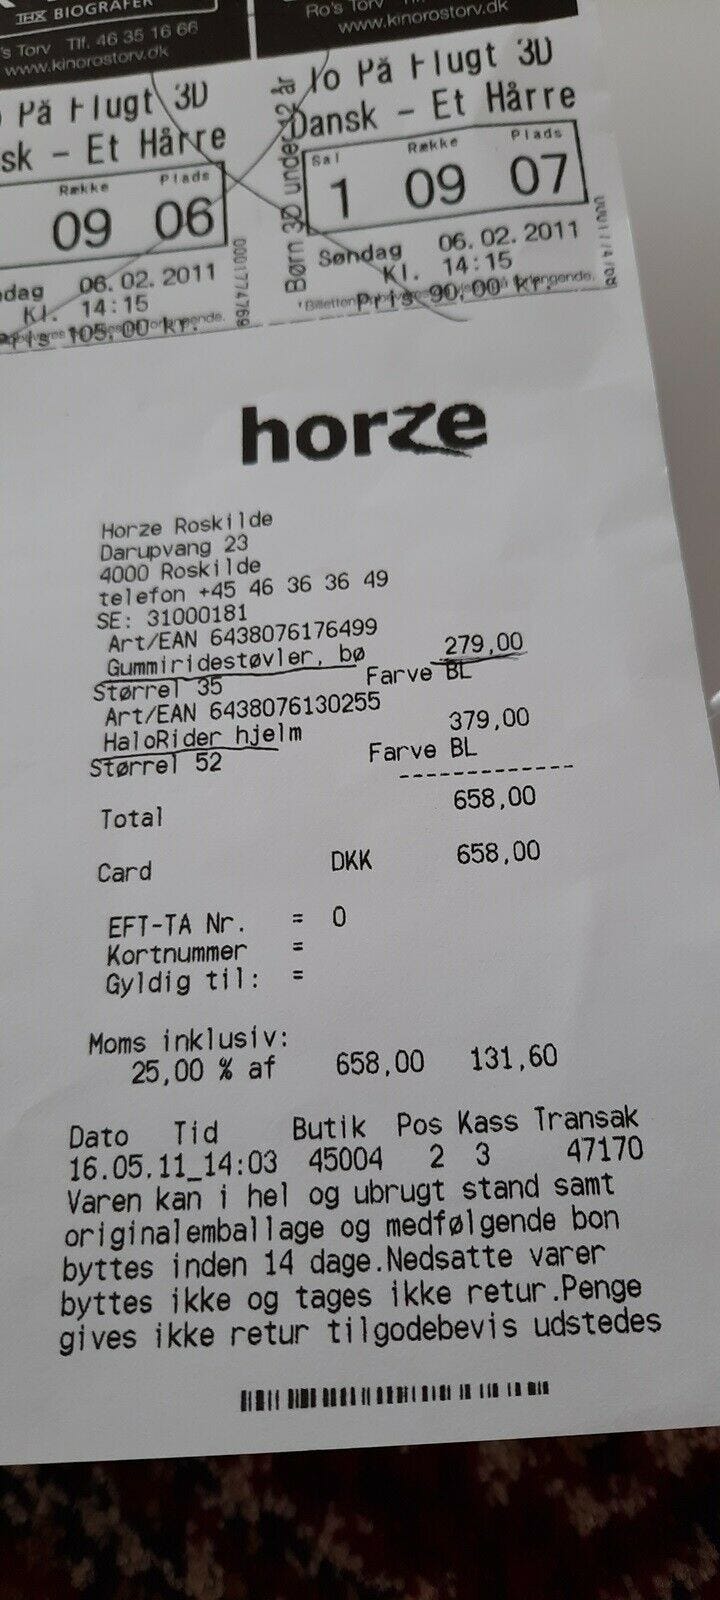 THX BIOGRAFER
's Torv Tlf. 46 35 16 66
www.kinorostorv.dk
På Flugt 3D
sk - Et Hårre
Række Plads
09 06
dag 06.02.2011
Kl. 14:15
Pris 105,00 kr.
0001774769
Ro's Torv
www.kinorostorv.dk
Yo På Flugt 3D
Dansk - Et Hårre
Børn 3D under 12 år
Sal Række Plads
1 09 07
Søndag 06.02.2011
Kl. 14:15
Pris 90,00 kr.
horze
Horze Roskilde
Darupvang 23
4000 Roskilde
telefon +45 46 36 36 49
SE: 31000181
Art/EAN 6438076176499
Gummiridestøvler, bø 279,00
Størrel 35 Farve BL
Art/EAN 6438076130255
HaloRider hjelm 379,00
Størrel 52 Farve BL
Total 658,00
Card DKK 658,00
EFT-TA Nr. = 0
Kortnummer =
Gyldig til: =
Moms inklusiv:
25,00 % af 658,00 131,60
Dato Tid Butik Pos Kass Transak
16.05.11_14:03 45004 2 3 47170
Varen kan i hel og ubrugt stand samt
originalemballage og medfølgende bon
byttes inden 14 dage.Nedsatte varer
byttes ikke og tages ikke retur.Penge
gives ikke retur tilgodebevis udstedes